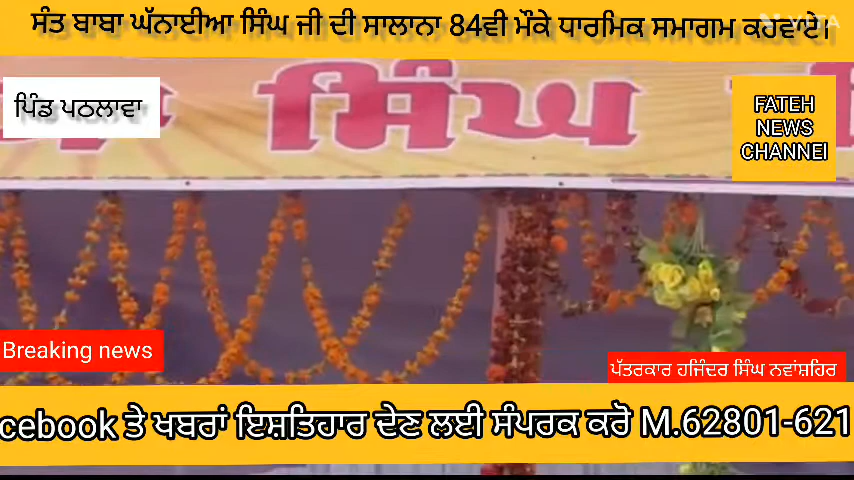 ਸੰਤ ਬਾਬਾ ਘੱਨਾਈਆ ਸਿੰਘ ਜੀ ਦੀ ਸਾਲਾਨਾ 84ਵੀ ਮੌਕੇ ਧਾਰਮਿਕ ਸਮਾਗਮ ਕਰਵਾਏ।
VITA
ਪਿੰਡ ਪਠਲਾਵਾ
ਸਿੰਘ
FATEH
NEWS
CHANNEl
Breaking news
ਪੱਤਰਕਾਰ ਹਜਿੰਦਰ ਸਿੰਘ ਨਵਾਂਸ਼ਹਿਰ
cebook ਤੇ ਖਬਰਾਂ ਇਸ਼ਤਿਹਾਰ ਦੇਣ ਲਈ ਸੰਪਰਕ ਕਰੋ M.62801-621